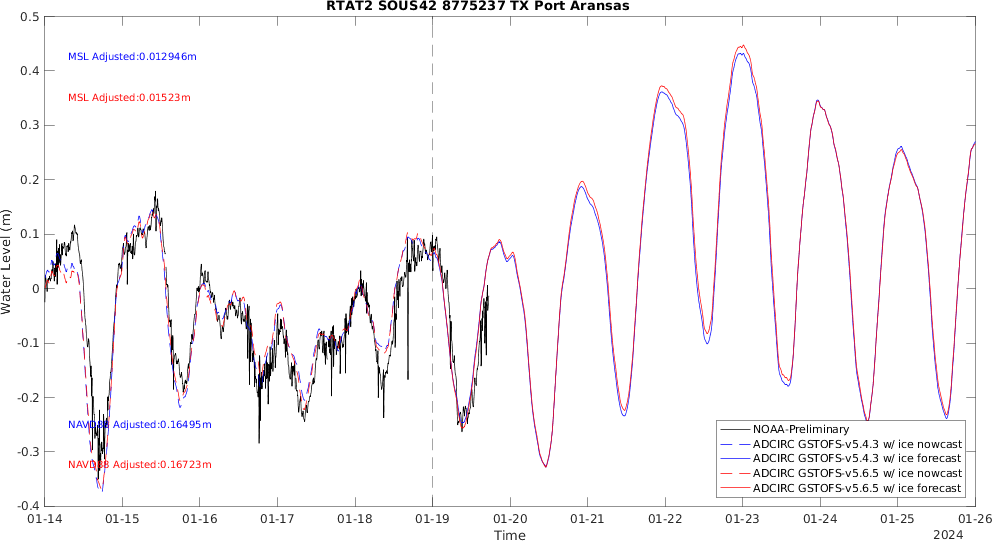 RTAT2 SOUS42 8775237 TX Port Aransas
0.5
0.4
0.3
0.2
0.1
0
-0.1
-0.2
-0.3
-0.4
Water Level (m)
MSL Adjusted:0.012946m
MSL Adjusted:0.01523m
NAVD88 Adjusted:0.16495m
NAVD88 Adjusted:0.16723m
NOAA-Preliminary
ADCIRC GSTOFS-v5.4.3 w/ ice nowcast
ADCIRC GSTOFS-v5.4.3 w/ ice forecast
ADCIRC GSTOFS-v5.6.5 w/ ice nowcast
ADCIRC GSTOFS-v5.6.5 w/ ice forecast
01-14 01-15 01-16 01-17 01-18 01-19 01-20 01-21 01-22 01-23 01-24 01-25 01-26
Time
2024